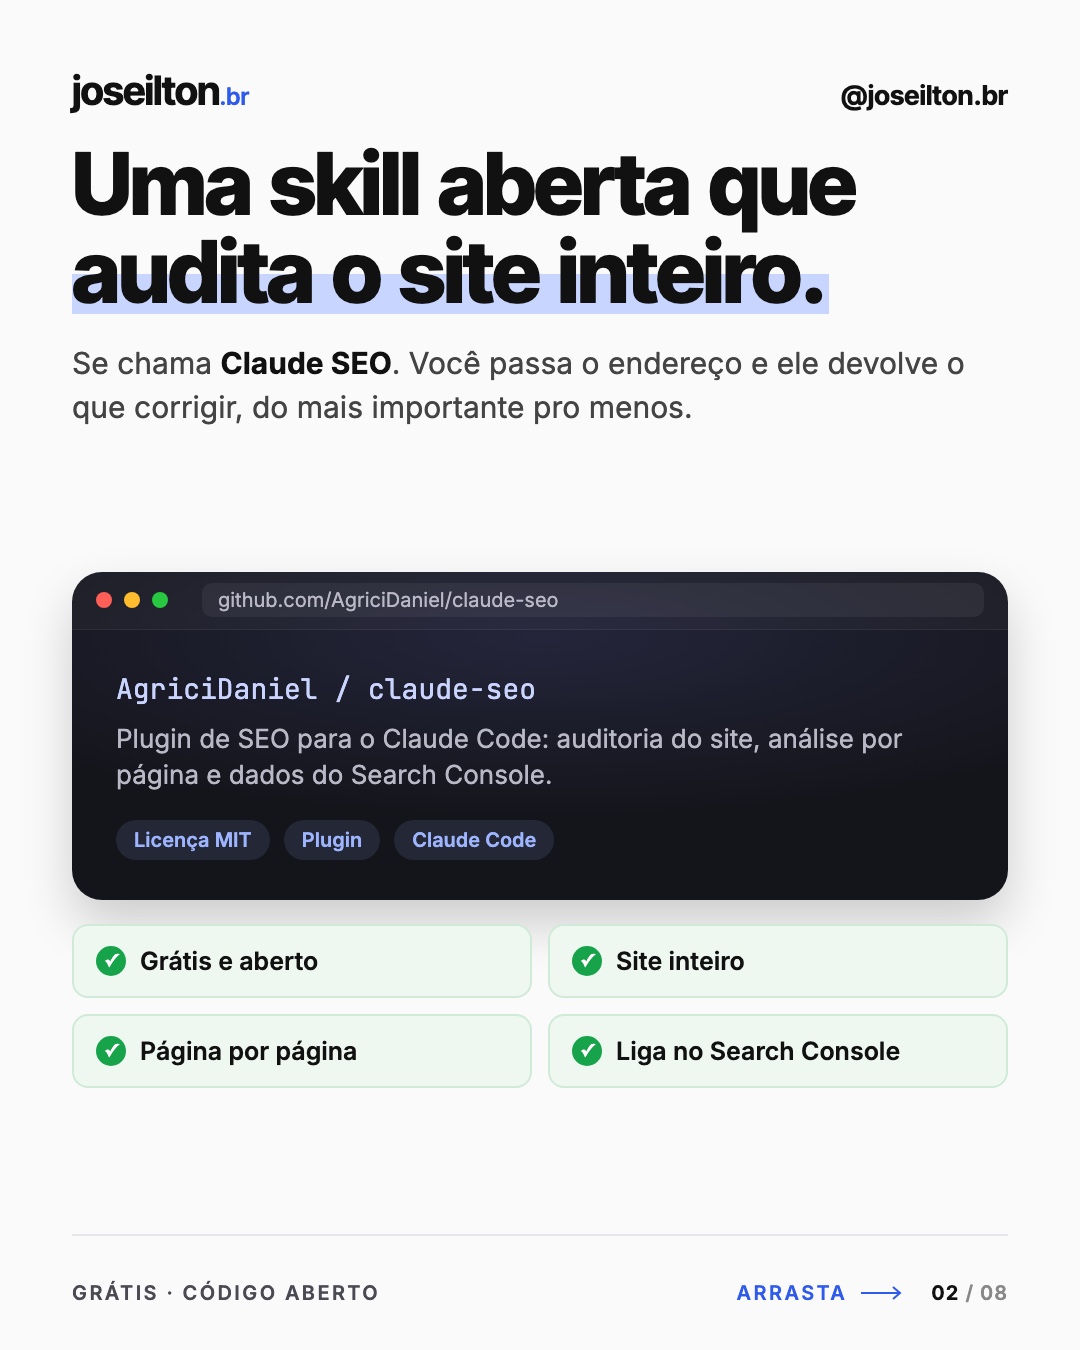 joseilton.br
@joseilton.br
Uma skill aberta que
audita o site inteiro.
Se chama Claude SEO. Você passa o endereço e ele devolve o
que corrigir, do mais importante pro menos.
github.com/AgriciDaniel/claude-seo
AgriciDaniel / claude-seo
Plugin de SEO para o Claude Code: auditoria do site, análise por
página e dados do Search Console.
Licença MIT
Plugin
Claude Code
Grátis e aberto
Site inteiro
Página por página
Liga no Search Console
GRÁTIS · CÓDIGO ABERTO
ARRASTA → 02 / 08